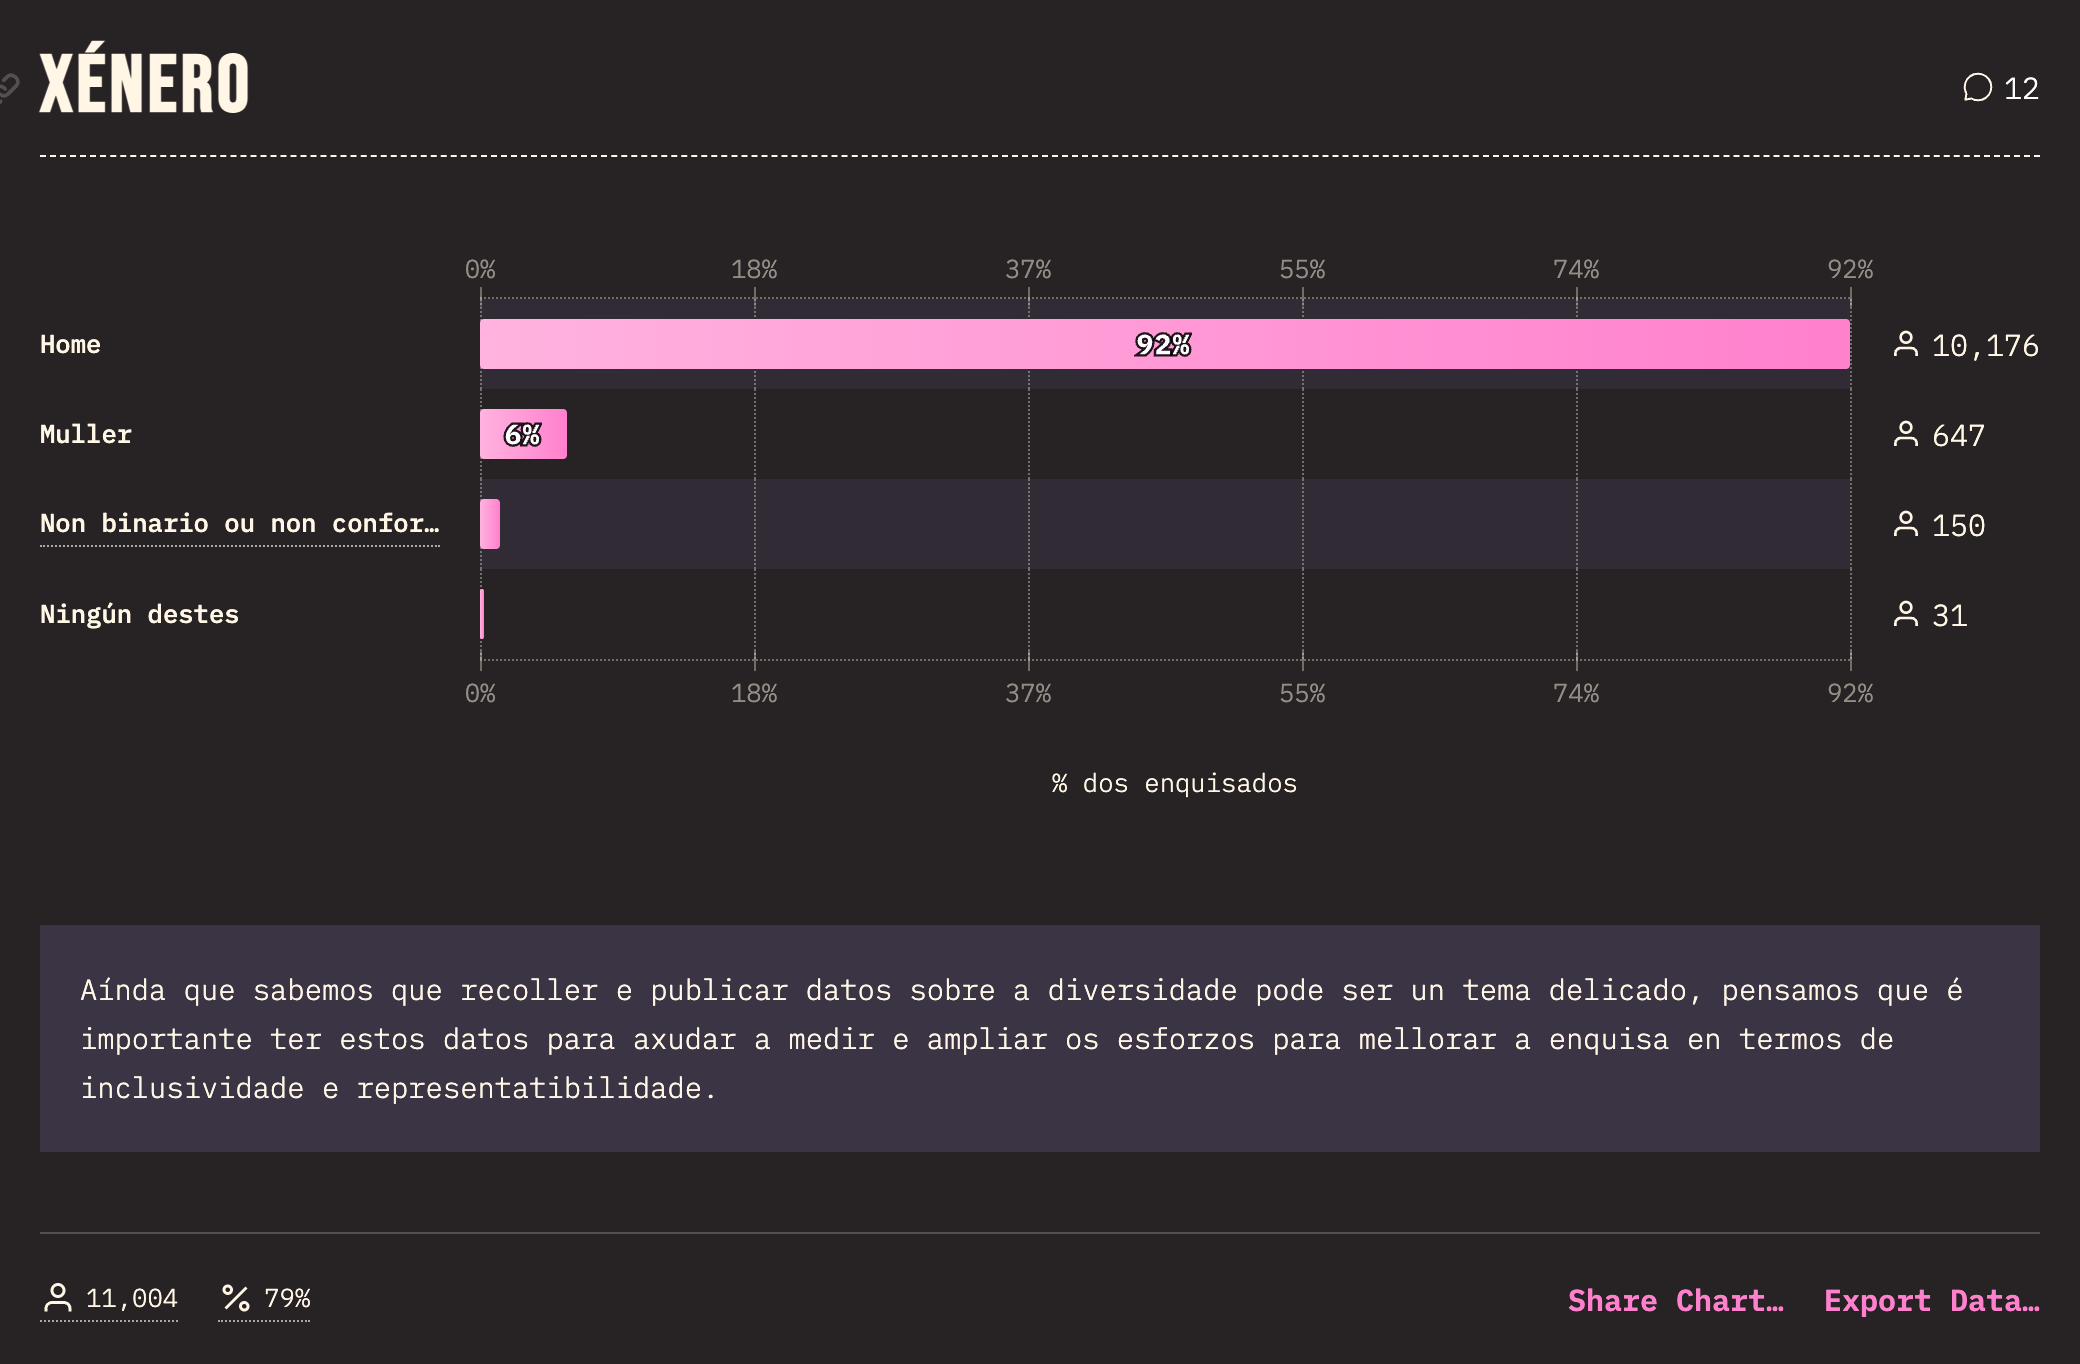 XÉNERO
12
0% 18% 37% 55% 74% 92%
Home 92% 10,176
Muller 6% 647
Non binario ou non confor… 150
Ningún destes 31
0% 18% 37% 55% 74% 92%
% dos enquisados
Aínda que sabemos que recoller e publicar datos sobre a diversidade pode ser un tema delicado, pensamos que é
importante ter estos datos para axudar a medir e ampliar os esforzos para mellorar a enquisa en termos de
inclusividade e representatibilidade.
11,004 % 79% Share Chart… Export Data…